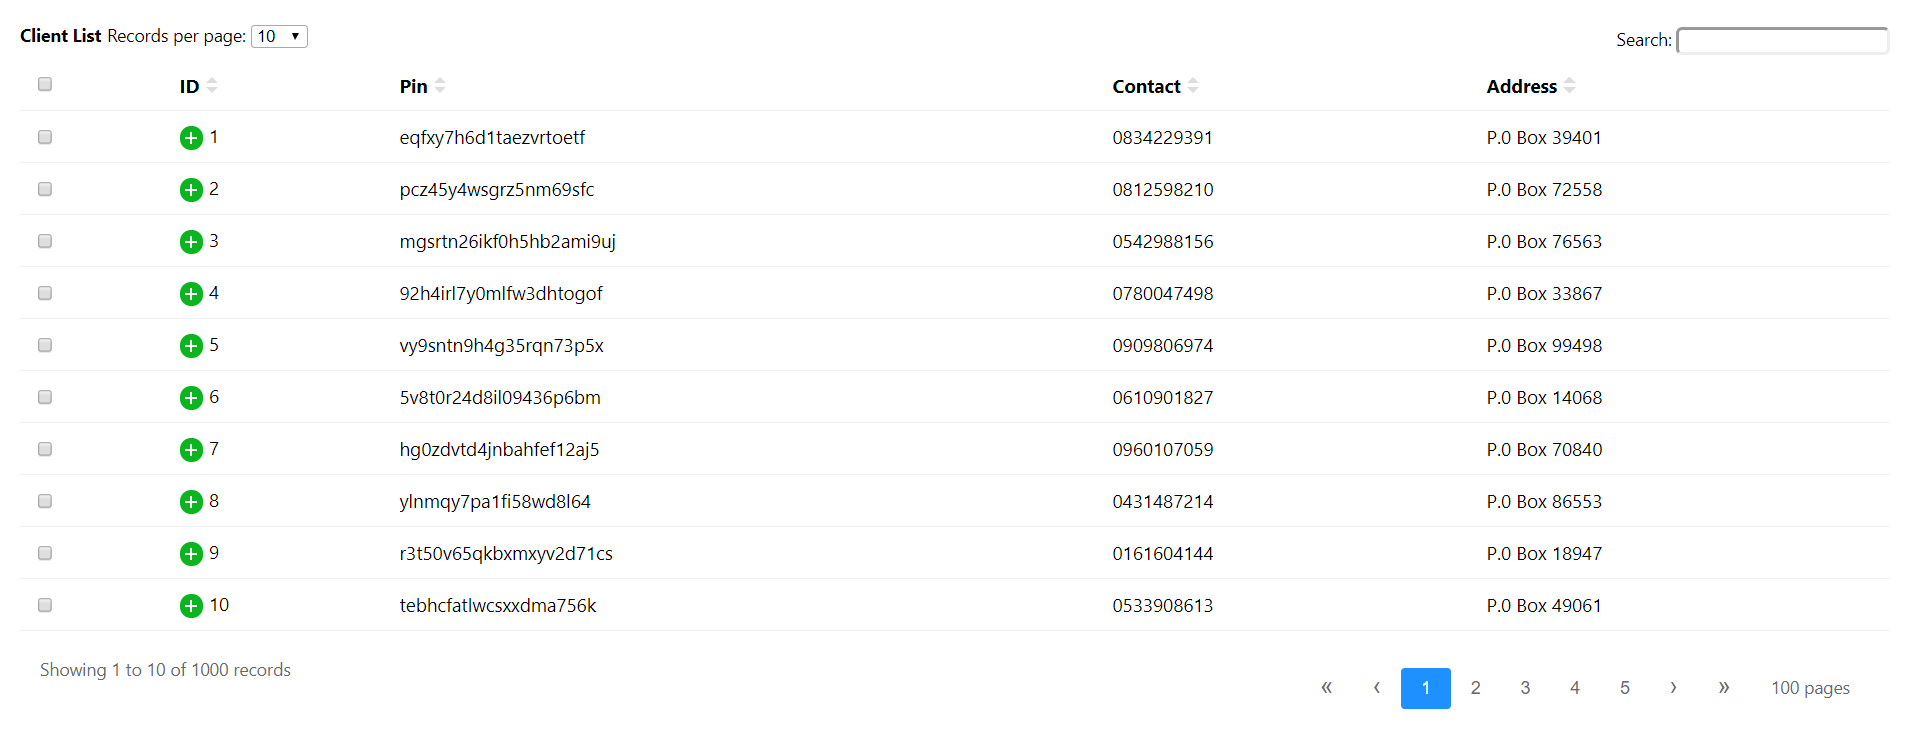 Client List Records per page: 10
Search:
ID Pin Contact Address
1 eqfxy7h6d1taezvrtoetf 0834229391 P.0 Box 39401
2 pcz45y4wsgrz5nm69sfc 0812598210 P.0 Box 72558
3 mgsrtn26ikf0h5hb2ami9uj 0542988156 P.0 Box 76563
4 92h4irl7y0mlfw3dhtogof 0780047498 P.0 Box 33867
5 vy9sntn9h4g35rqn73p5x 0909806974 P.0 Box 99498
6 5v8t0r24d8il09436p6bm 0610901827 P.0 Box 14068
7 hg0zdvtd4jnbahfef12aj5 0960107059 P.0 Box 70840
8 ylnmqy7pa1fi58wd8l64 0431487214 P.0 Box 86553
9 r3t50v65qkbxmxyv2d71cs 0161604144 P.0 Box 18947
10 tebhcfatlwcsxxdma756k 0533908613 P.0 Box 49061
Showing 1 to 10 of 1000 records
« ‹ 1 2 3 4 5 › » 100 pages